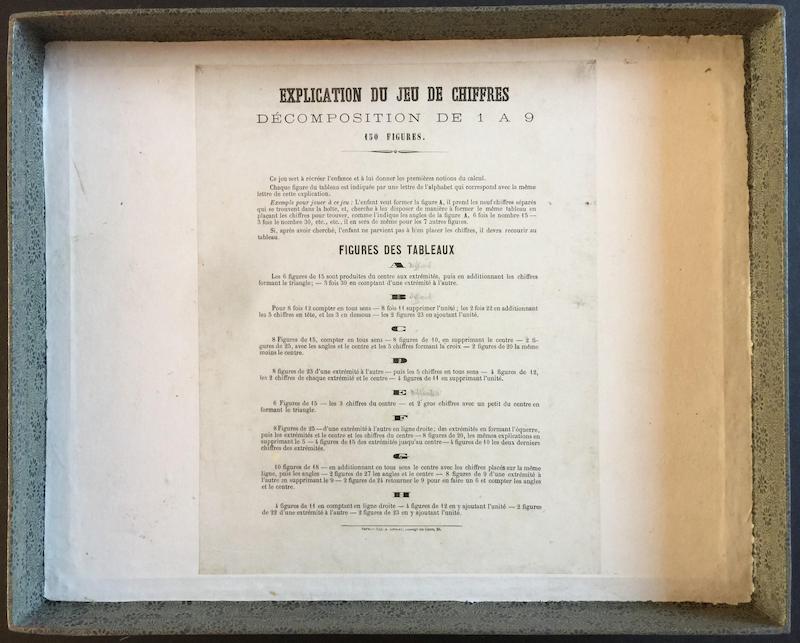 EXPLICATION DU JEU DE CHIFFRES
DÉCOMPOSITION DE 1 A 9
150 FIGURES.
Ce jeu sert à récréer l'enfance et à lui donner les premières notions du calcul.
Chaque figure du tableau est indiquée par une lettre de l'alphabet qui correspond avec la même
lettre de cette explication.
Exemple pour jouer à ce jeu : L'enfant veut former la figure A, il prend les neuf chiffres séparés
qui se trouvent dans la boîte, et, cherche à les disposer de manière à former le même tableau en
plaçant les chiffres pour trouver, comme l'indique les angles de la figure A, 6 fois le nombre 15 —
3 fois le nombre 30, etc., etc., il en sera de même pour les 7 autres figures.
Si, après avoir cherché, l'enfant ne parvient pas à bien placer les chiffres, il devra recourir au
tableau.
FIGURES DES TABLEAUX
A
Les 6 figures de 15 sont produites du centre aux extrémités, puis en additionnant les chiffres
formant le triangle; — 3 fois 30 en comptant d'une extrémité à l'autre.
B
Pour 8 fois 12 compter en tous sens — 8 fois 11 supprimer l'unité; les 2 fois 22 en additionnant
les 5 chiffres en tête, et les 3 en dessous — les 2 figures 23 en ajoutant l'unité.
C
8 Figures de 15, compter en tous sens — 8 figures de 10, en supprimant le centre — 2 fi-
gures de 25, avec les angles et le centre et les 5 chiffres formant la croix — 2 figures de 20 la même
moins le centre.
D
8 figures de 23 d'une extrémité à l'autre — puis les 5 chiffres en tous sens — 4 figures de 12,
les 2 chiffres de chaque extrémité et le centre — 4 figures de 11 en supprimant l'unité.
E
6 Figures de 15 — les 3 chiffres du centre — et 2 gros chiffres avec un petit du centre en
formant le triangle.
F
8 Figures de 25 — d'une extrémité à l'autre en ligne droite; des extrémités en formant l'équerre,
puis les extrémités et le centre et les chiffres du centre — 8 figures de 20, les mêmes explications en
supprimant le 5 — 4 figures de 15 des extrémités jusqu'au centre — 4 figures de 10 les deux derniers
chiffres des extrémités.
G
10 figures de 18 — en additionnant en tous sens le centre avec les chiffres placés sur la même
ligne, puis les angles — 2 figures de 27 les angles et le centre — 8 figures de 9 d'une extrémité à
l'autre en supprimant le 9 — 2 figures de 24 retourner le 9 pour en faire un 6 et compter les angles
et le centre.
H
4 figures de 11 en comptant en ligne droite — 4 figures de 12 en y ajoutant l'unité — 2 figures
de 22 d'une extrémité à l'autre — 2 figures de 23 en y ajoutant l'unité.